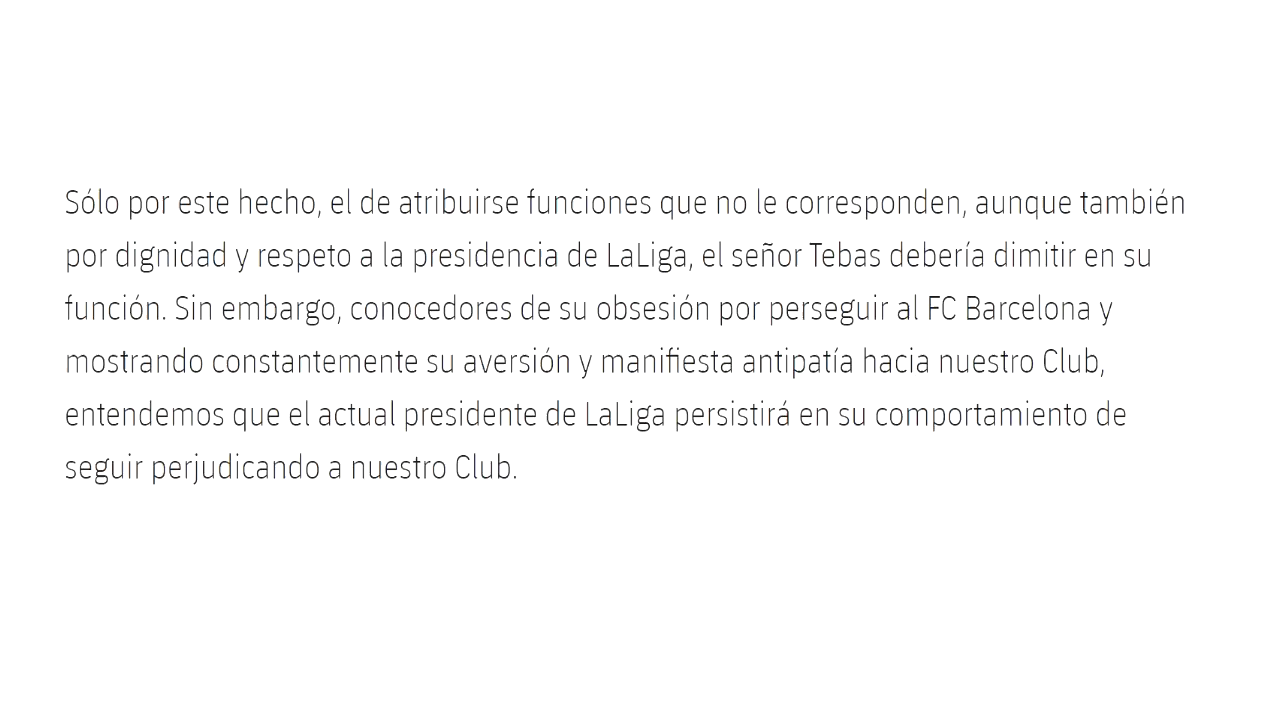 Sólo por este hecho, el de atribuirse funciones que no le corresponden, aunque también
por dignidad y respeto a la presidencia de LaLiga, el señor Tebas debería dimitir en su
función. Sin embargo, conocedores de su obsesión por perseguir al FC Barcelona y
mostrando constantemente su aversión y manifiesta antipatía hacia nuestro Club,
entendemos que el actual presidente de LaLiga persistirá en su comportamiento de
seguir perjudicando a nuestro Club.